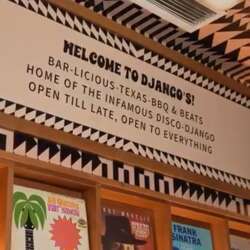 WELCOME TO DJANGO'S!
BAR-LICIOUS-TEXAS-BBQ & BEATS
HOME OF THE INFAMOUS DISCO-DJANGO
OPEN TILL LATE, OPEN TO EVERYTHING
FRANK
SINATRA